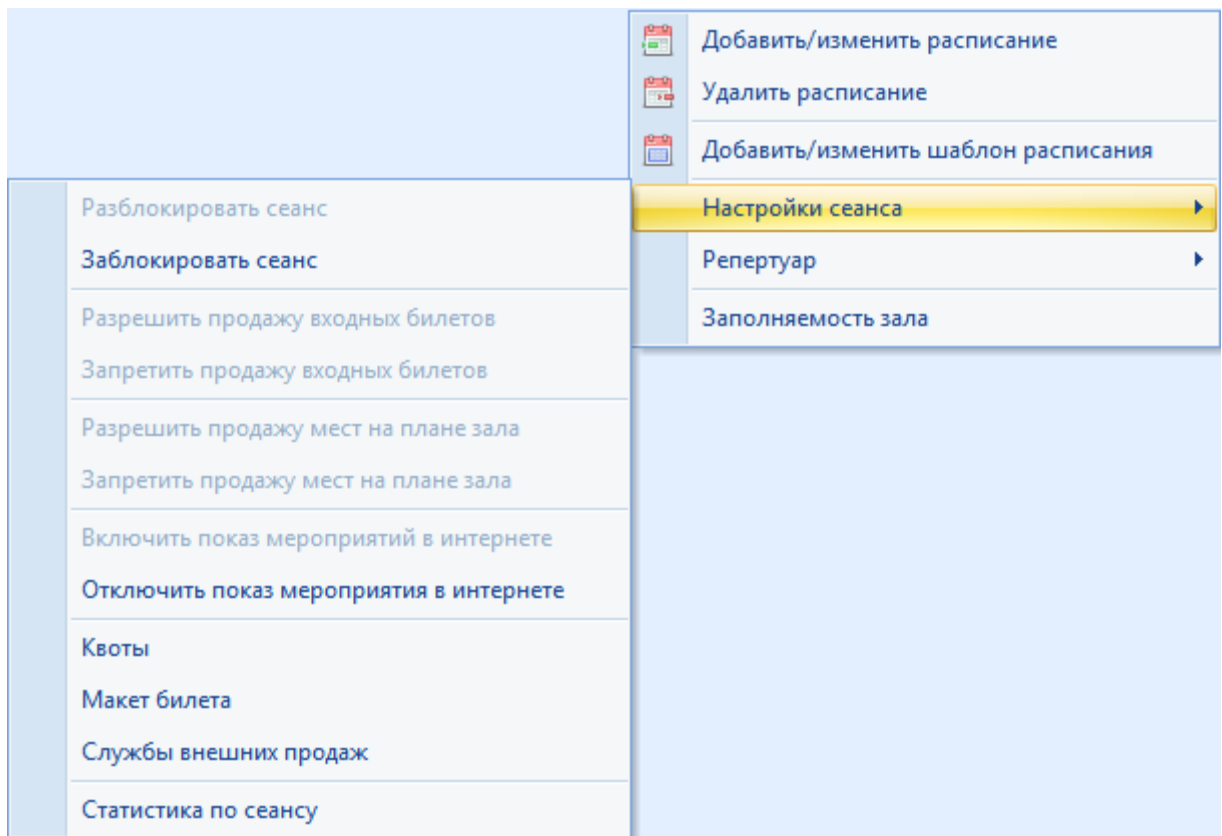 Добавить/изменить расписание
Удалить расписание
Добавить/изменить шаблон расписания
Настройки сеанса
Репертуар
Заполняемость зала
Разблокировать сеанс
Заблокировать сеанс
Разрешить продажу входных билетов
Запретить продажу входных билетов
Разрешить продажу мест на плане зала
Запретить продажу мест на плане зала
Включить показ мероприятий в интернете
Отключить показ мероприятия в интернете
Квоты
Макет билета
Службы внешних продаж
Статистика по сеансу